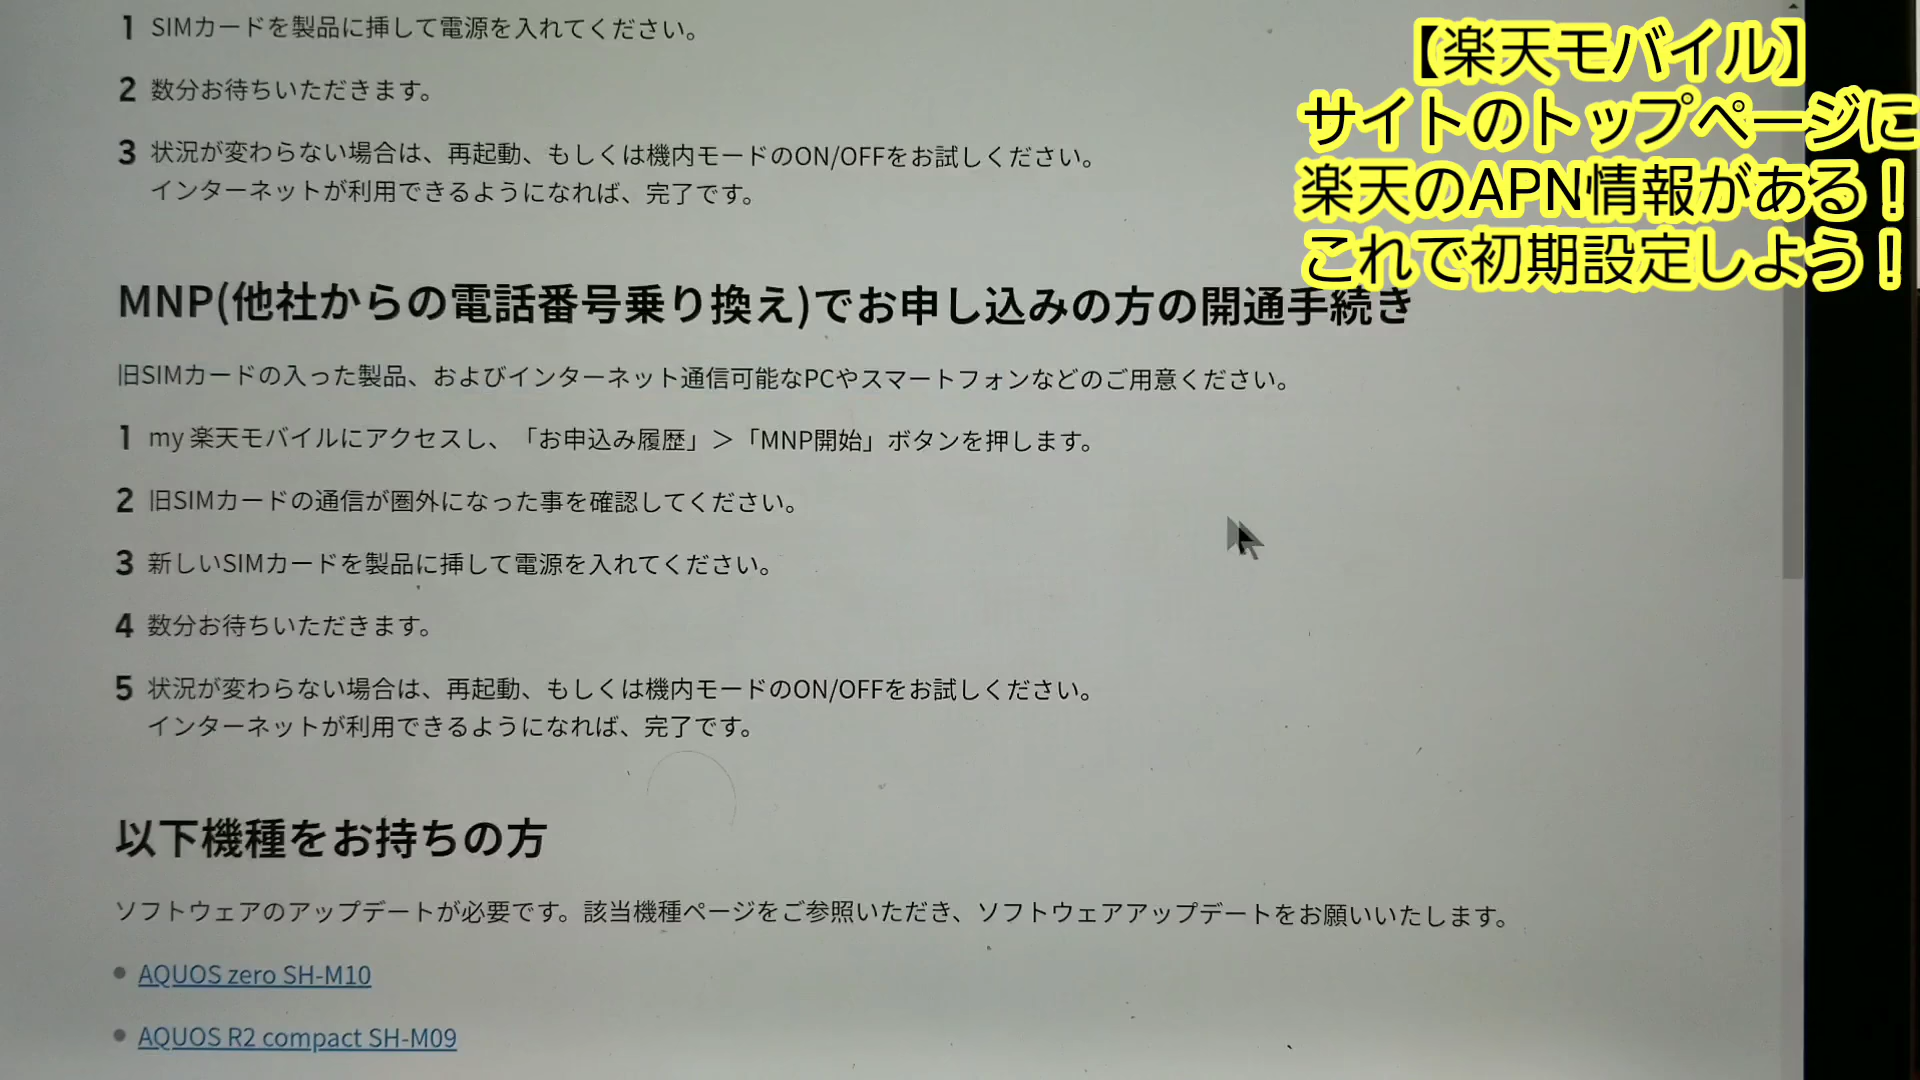 1 SIMカードを製品に挿して電源を入れてください。
2 数分お待ちいただきます。
3 状況が変わらない場合は、再起動、もしくは機内モードのON/OFFをお試しください。
インターネットが利用できるようになれば、完了です。
【楽天モバイル】
サイトのトップページに
楽天のAPN情報がある！
これで初期設定しよう！
MNP(他社からの電話番号乗り換え)でお申し込みの方の開通手続き
旧SIMカードの入った製品、およびインターネット通信可能なPCやスマートフォンなどのご用意ください。
1 my 楽天モバイルにアクセスし、「お申込み履歴」＞「MNP開始」ボタンを押します。
2 旧SIMカードの通信が圏外になった事を確認してください。
3 新しいSIMカードを製品に挿して電源を入れてください。
4 数分お待ちいただきます。
5 状況が変わらない場合は、再起動、もしくは機内モードのON/OFFをお試しください。
インターネットが利用できるようになれば、完了です。
以下機種をお持ちの方
ソフトウェアのアップデートが必要です。該当機種ページをご参照いただき、ソフトウェアアップデートをお願いいたします。
● AQUOS zero SH-M10
● AQUOS R2 compact SH-M09